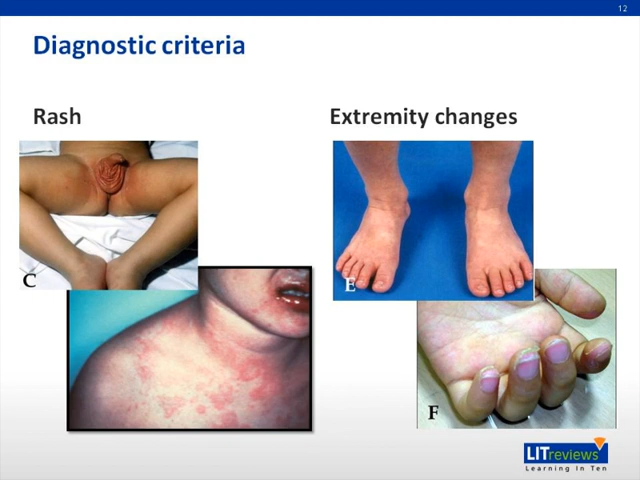 12
Diagnostic criteria
Rash
Extremity changes
C
E
F
LITreviews
Learning In Ten